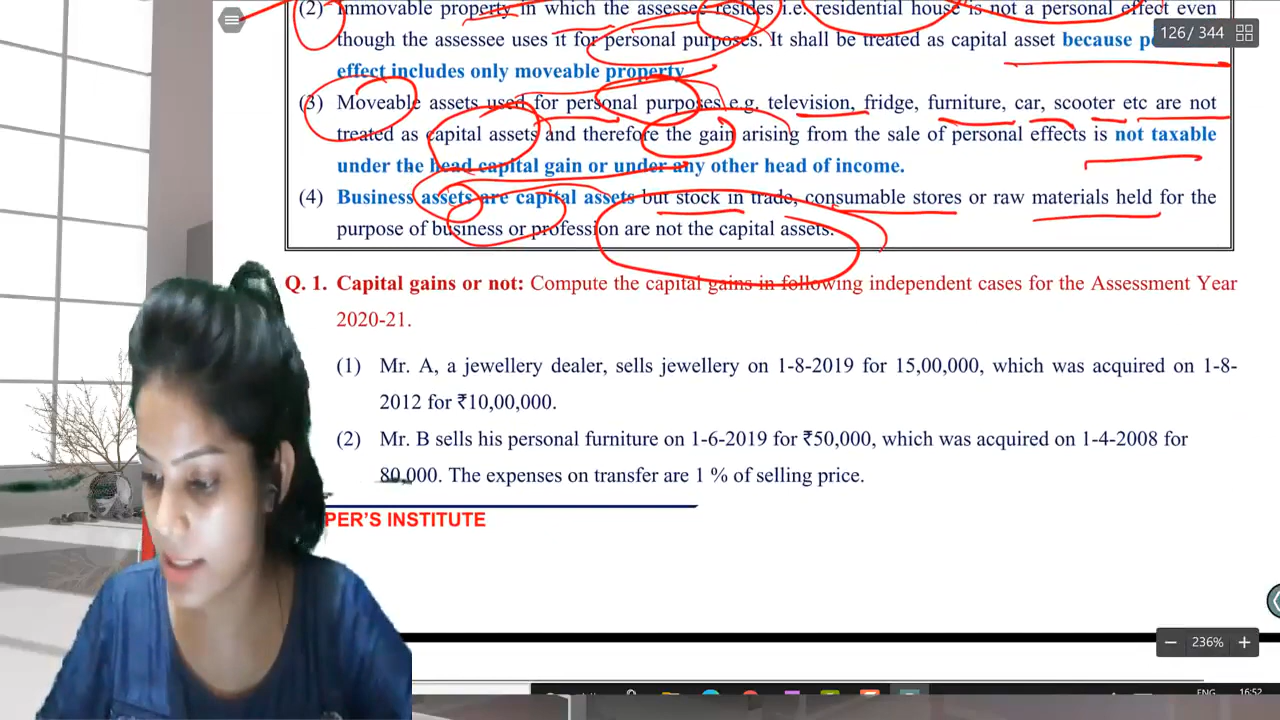 (2) Immovable property in which the assessee resides i.e. residential house is not a personal effect even
126 / 344
though the assessee uses it for personal purposes. It shall be treated as capital asset because
effect includes only moveable property
(3) Moveable assets used for personal purposes e.g. television, fridge, furniture, car, scooter etc are not
treated as capital assets and therefore the gain arising from the sale of personal effects is not taxable
under the head capital gain or under any other head of income.
(4) Business assets are capital assets but stock in trade, consumable stores or raw materials held for the
purpose of business or profession are not the capital assets.
Q. 1. Capital gains or not: Compute the capital gains in following independent cases for the Assessment Year
2020-21.
(1) Mr. A, a jewellery dealer, sells jewellery on 1-8-2019 for 15,00,000, which was acquired on 1-8-
2012 for ₹10,00,000.
(2) Mr. B sells his personal furniture on 1-6-2019 for ₹50,000, which was acquired on 1-4-2008 for
80,000. The expenses on transfer are 1 % of selling price.
PER'S INSTITUTE
236%
ENG
16:52